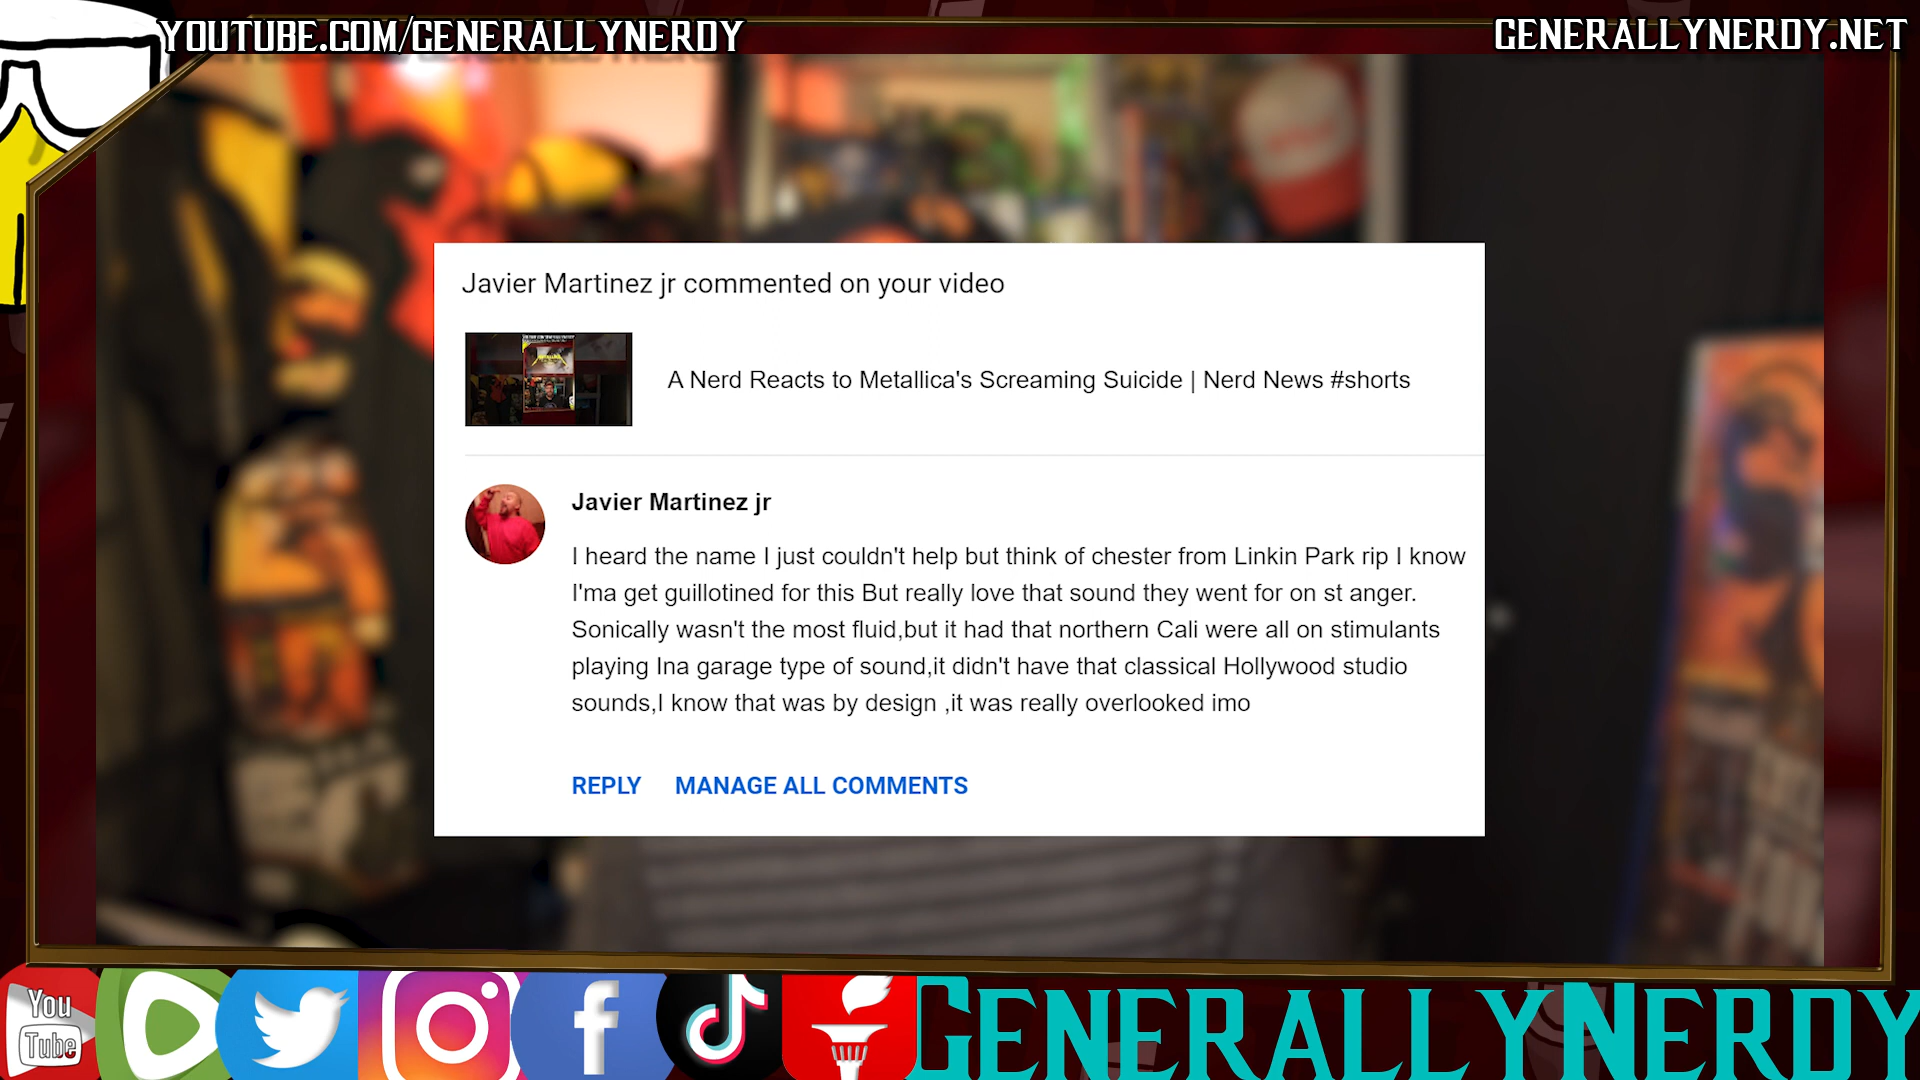 YOUTUBE.COM/GENERALLYNERDY
GENERALLYNERDY.NET
Javier Martinez jr commented on your video
A Nerd Reacts to Metallica's Screaming Suicide | Nerd News #shorts
Javier Martinez jr
I heard the name I just couldn't help but think of chester from Linkin Park rip I know
I'ma get guillotined for this But really love that sound they went for on st anger.
Sonically wasn't the most fluid,but it had that northern Cali were all on stimulants
playing Ina garage type of sound,it didn't have that classical Hollywood studio
sounds,I know that was by design ,it was really overlooked imo
REPLY MANAGE ALL COMMENTS
You
Tube
GENERALLYNERDY